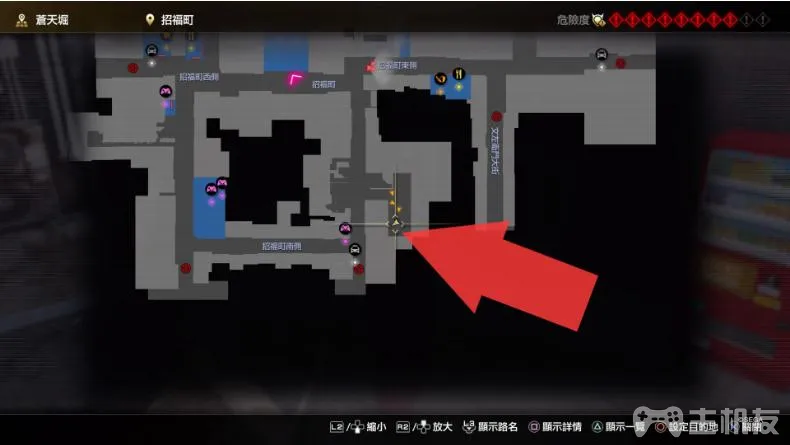 蒼天堀 招福町 危險度
招福町西側
招福町
招福町東側
文左衛門大街
招福町南側
L2 / 縮小 R2 / 放大 L3 顯示路名 顯示詳情 顯示一覽 設定目的地 關閉
©SEGA
主机友